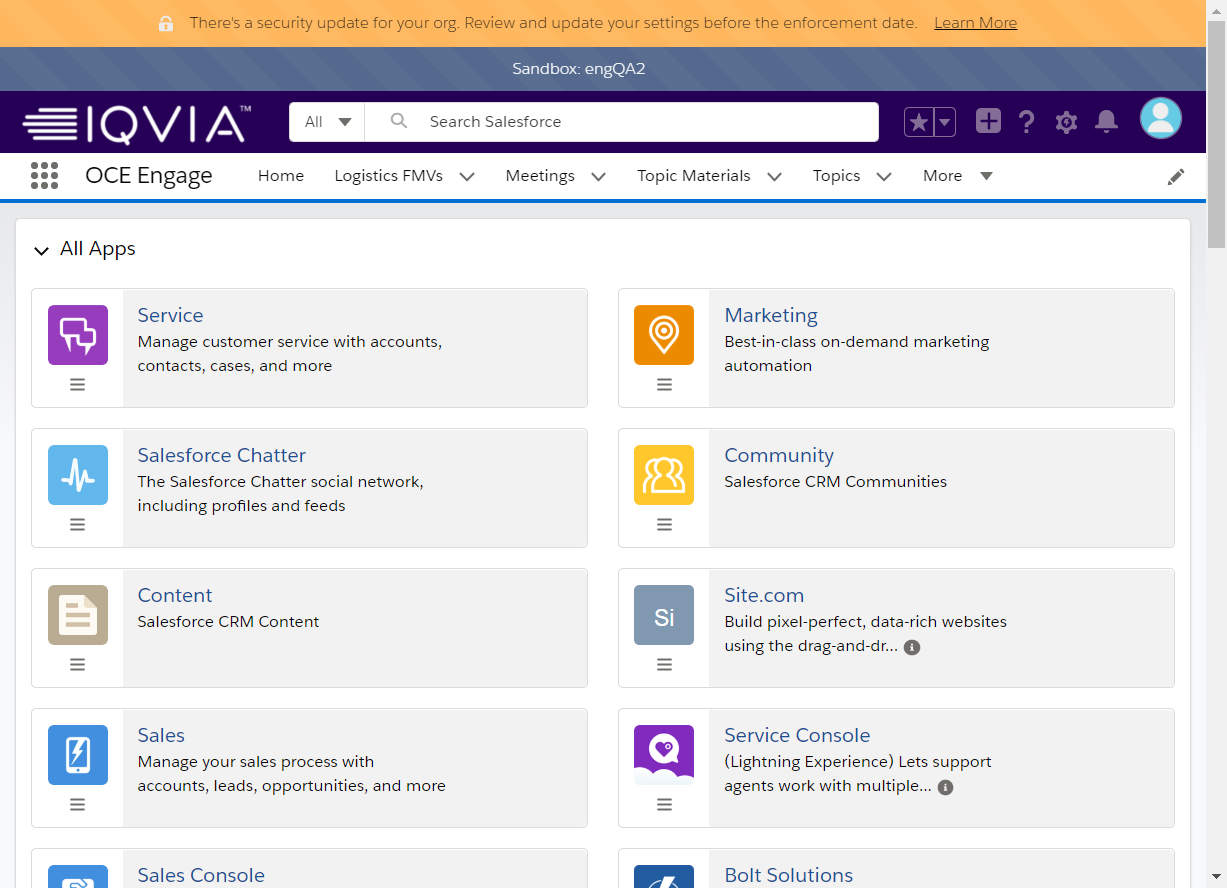 There's a security update for your org. Review and update your settings before the enforcement date. Learn More
Sandbox: engQA2
IQVIA™
All
Search Salesforce
OCE Engage
Home
Logistics FMVs
Meetings
Topic Materials
Topics
More
All Apps
Service
Manage customer service with accounts,
contacts, cases, and more
Marketing
Best-in-class on-demand marketing
automation
Salesforce Chatter
The Salesforce Chatter social network,
including profiles and feeds
Community
Salesforce CRM Communities
Content
Salesforce CRM Content
Si
Site.com
Build pixel-perfect, data-rich websites
using the drag-and-dr...
Sales
Manage your sales process with
accounts, leads, opportunities, and more
Service Console
(Lightning Experience) Lets support
agents work with multiple...
Sales Console
Bolt Solutions